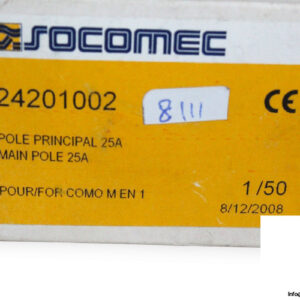 SOCOMEC
24201002
8111
CE
POLE PRINCIPAL 25A
MAIN POLE 25A
POUR/FOR COMO M EN 1
1/50
8/12/2008